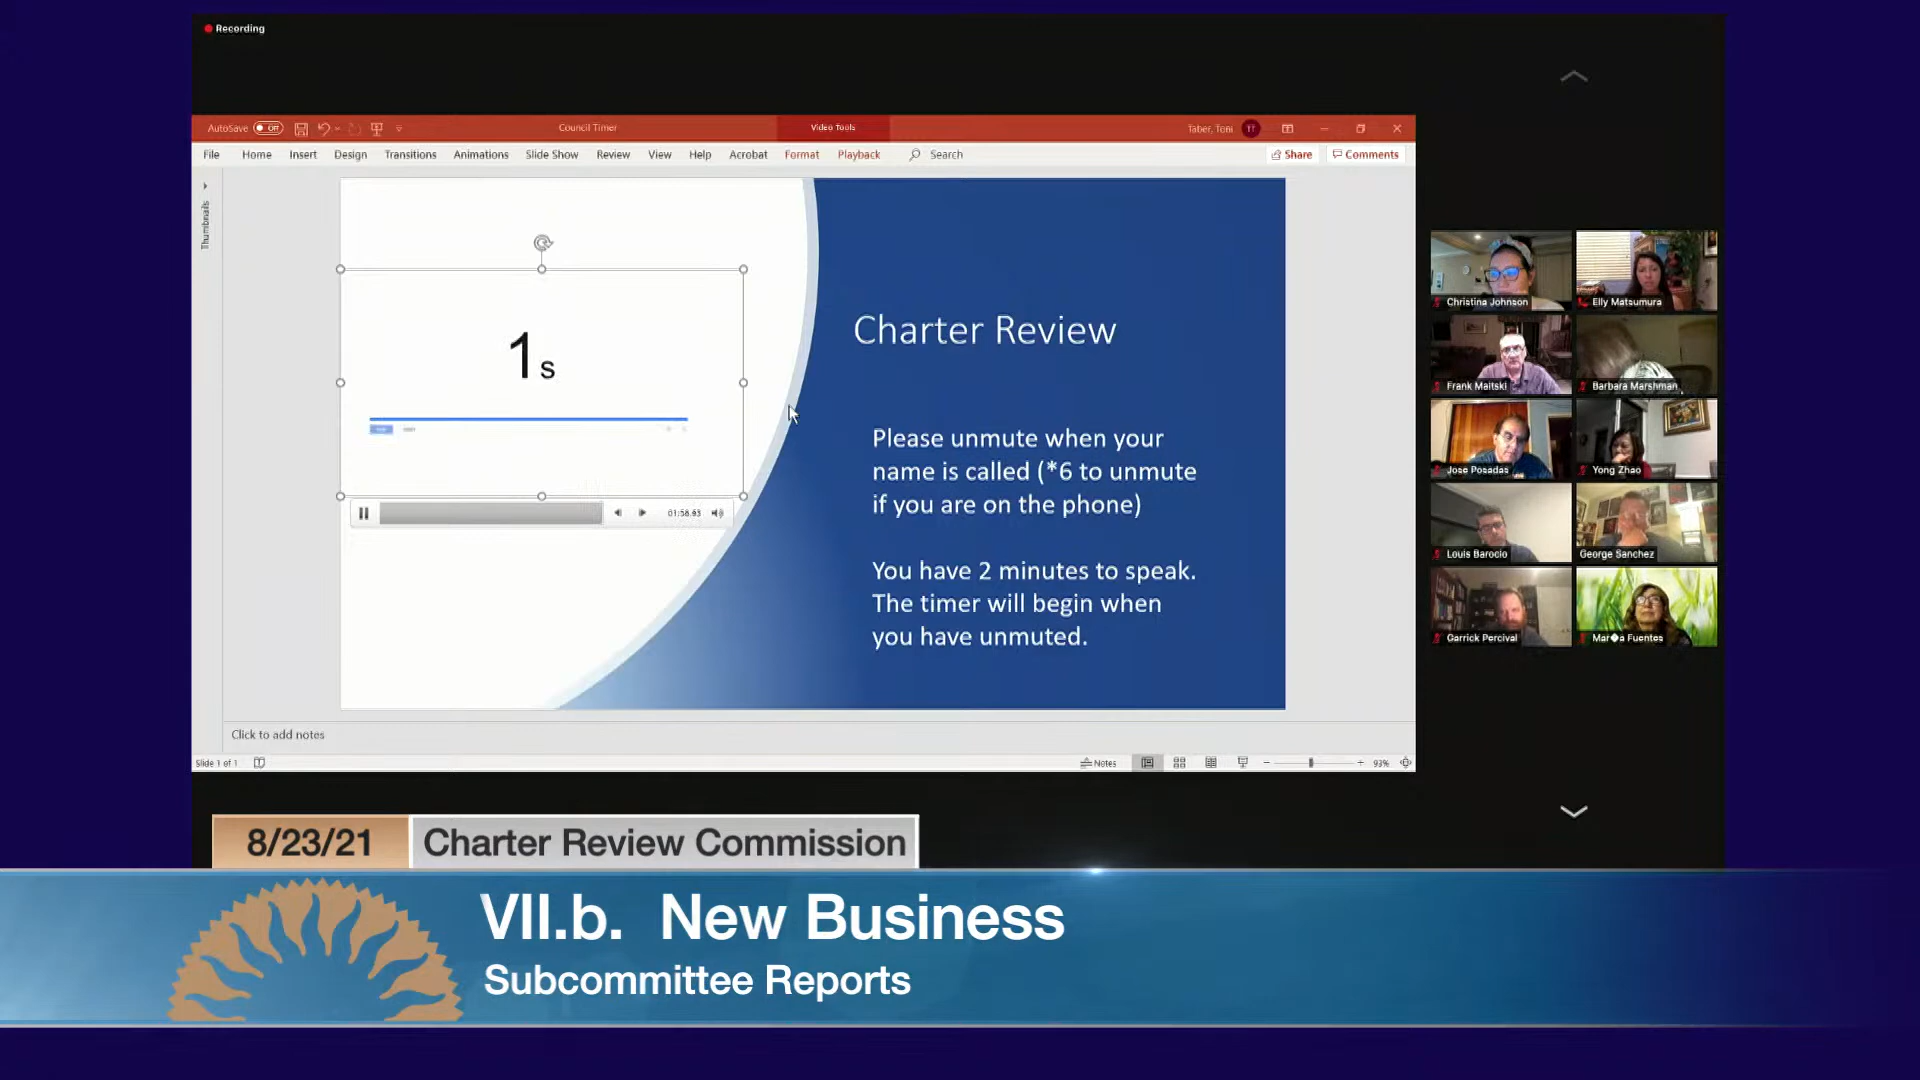 Recording
AutoSave Off
Council Timer
Video Tools
Taber, Toni
TT
File Home Insert Design Transitions Animations Slide Show Review View Help Acrobat Format Playback Search
Share Comments
Thumbnails
1s
01:58.63
Charter Review
Please unmute when your
name is called (*6 to unmute
if you are on the phone)
You have 2 minutes to speak.
The timer will begin when
you have unmuted.
Click to add notes
Slide 1 of 1
Notes
93%
Christina Johnson
Elly Matsumura
Frank Maitski
Barbara Marshman
Jose Posadas
Yong Zhao
Louis Barocio
George Sanchez
Garrick Percival
Mar�a Fuentes
8/23/21
Charter Review Commission
VII.b. New Business
Subcommittee Reports